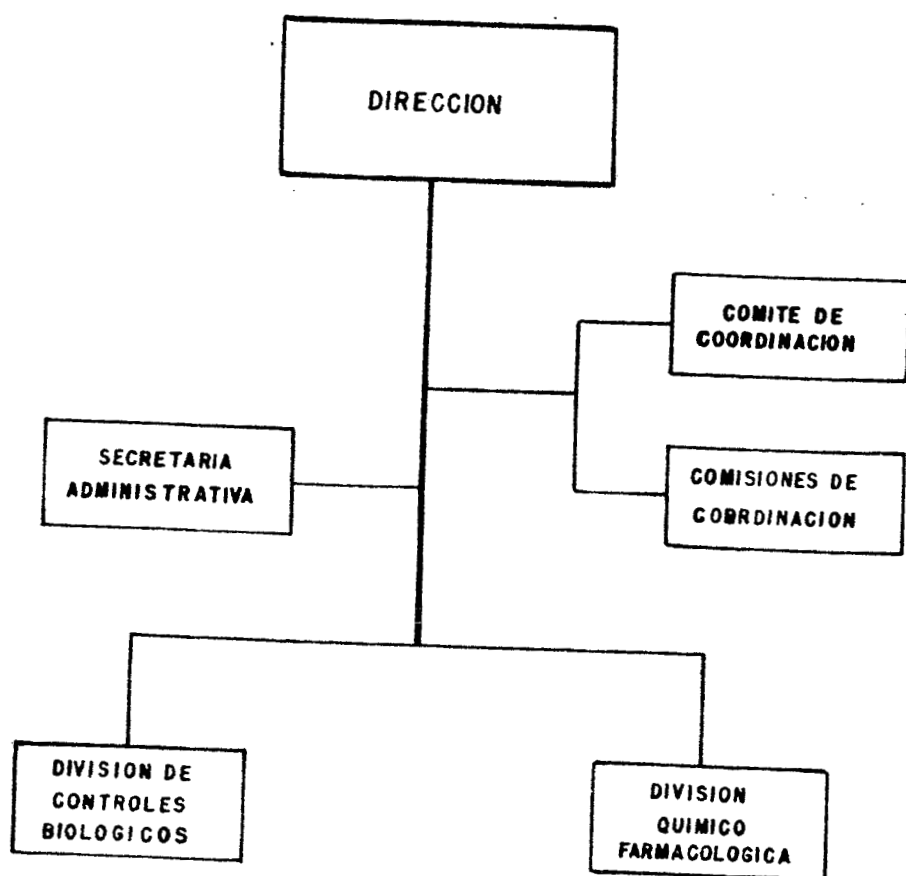 DIRECCION
COMITE DE
COORDINACION
SECRETARIA
ADMINISTRATIVA
COMISIONES DE
COORDINACION
DIVISION DE
CONTROLES
BIOLOGICOS
DIVISION
QUIMICO
FARMACOLOGICA